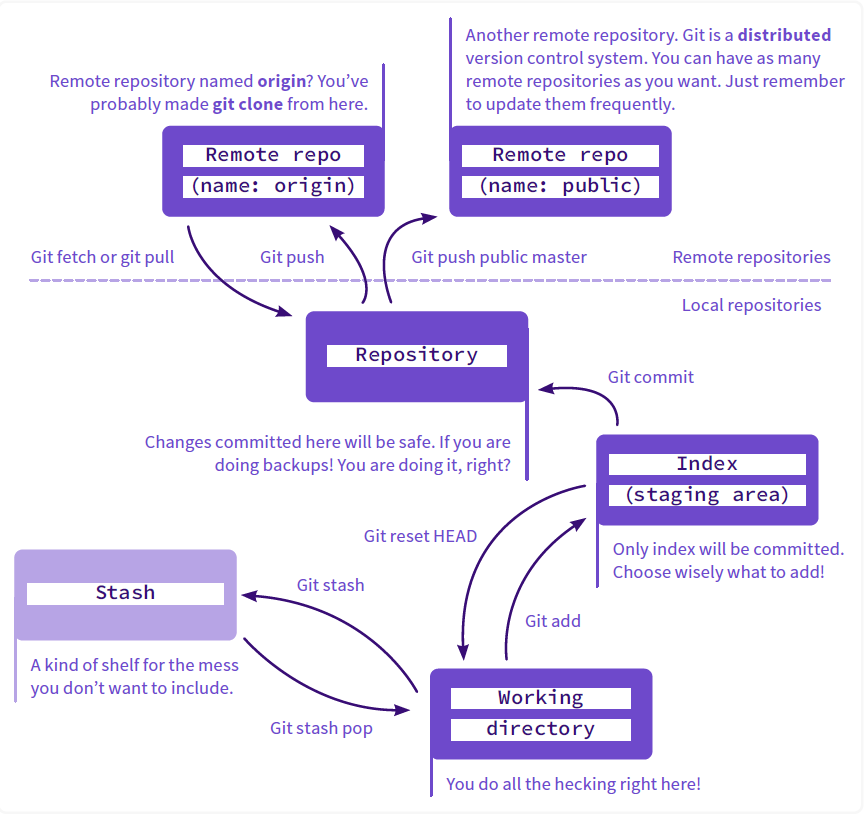 Another remote repository. Git is a distributed
version control system. You can have as many
remote repositories as you want. Just remember
to update them frequently.
Remote repository named origin? You’ve
probably made git clone from here.
Remote repo
(name: origin)
Remote repo
(name: public)
Git fetch or git pull
Git push
Git push public master
Remote repositories
Local repositories
Repository
Git commit
Changes committed here will be safe. If you are
doing backups! You are doing it, right?
Index
(staging area)
Git reset HEAD
Only index will be committed.
Choose wisely what to add!
Stash
Git stash
Git add
A kind of shelf for the mess
you don’t want to include.
Git stash pop
Working
directory
You do all the hecking right here!